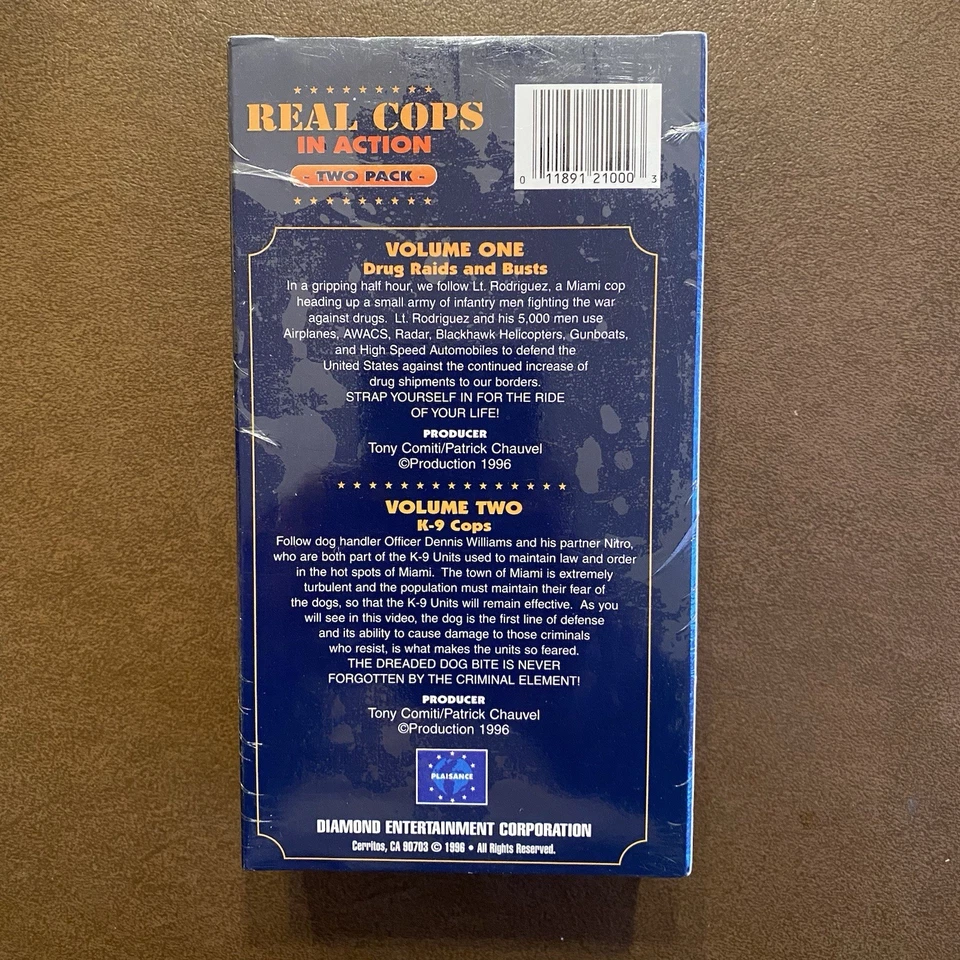 REAL COPS
IN ACTION
- TWO PACK -
0 11891 21000 3
VOLUME ONE
Drug Raids and Busts
In a gripping half hour, we follow Lt. Rodriguez, a Miami cop
heading up a small army of infantry men fighting the war
against drugs. Lt. Rodriguez and his 5,000 men use
Airplanes, AWACS, Radar, Blackhawk Helicopters, Gunboats,
and High Speed Automobiles to defend the
United States against the continued increase of
drug shipments to our borders.
STRAP YOURSELF IN FOR THE RIDE
OF YOUR LIFE!
PRODUCER
Tony Comiti/Patrick Chauvel
©Production 1996
VOLUME TWO
K-9 Cops
Follow dog handler Officer Dennis Williams and his partner Nitro,
who are both part of the K-9 Units used to maintain law and order
in the hot spots of Miami. The town of Miami is extremely
turbulent and the population must maintain their fear of
the dogs, so that the K-9 Units will remain effective. As you
will see in this video, the dog is the first line of defense
and its ability to cause damage to those criminals
who resist, is what makes the units so feared.
THE DREADED DOG BITE IS NEVER
FORGOTTEN BY THE CRIMINAL ELEMENT!
PRODUCER
Tony Comiti/Patrick Chauvel
©Production 1996
PLAISANCE
DIAMOND ENTERTAINMENT CORPORATION
Cerritos, CA 90703 © 1996 • All Rights Reserved.